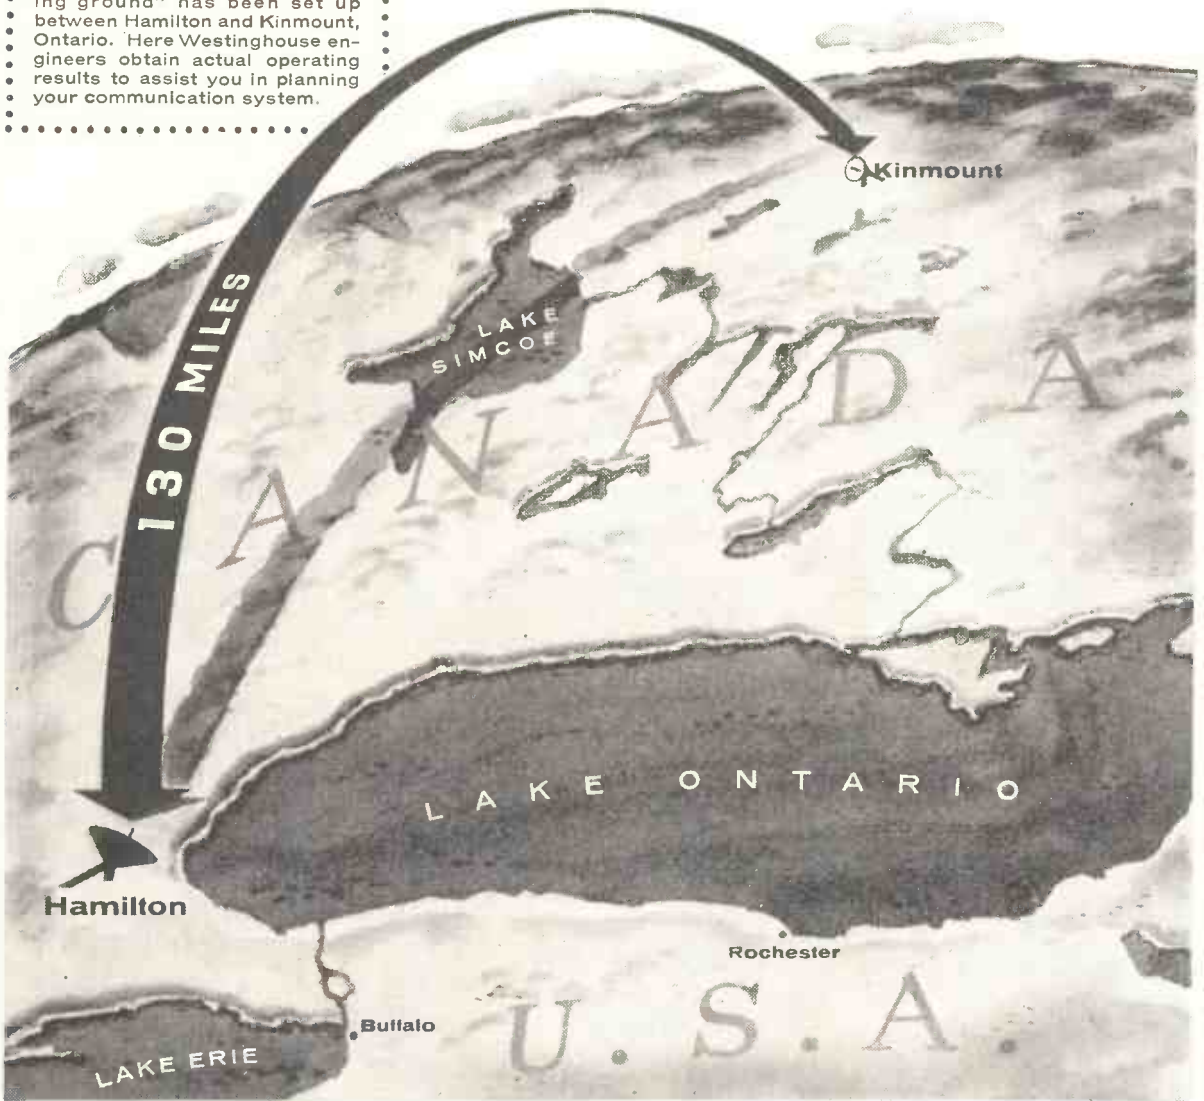 ing ground" has been set up
between Hamilton and Kinmount,
Ontario. Here Westinghouse en-
gineers obtain actual operating
results to assist you in planning
your communication system.
Kinmount
130 MILES
LAKE
SIMCOE
CANADA
LAKE ONTARIO
Hamilton
Rochester
Buffalo
U.S.A.
LAKE ERIE